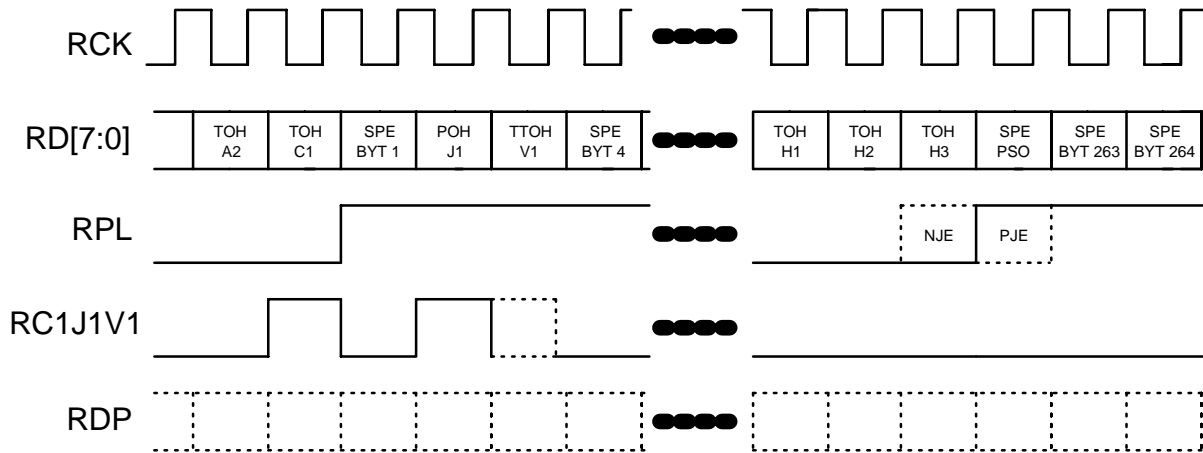 RCK
RD[7:0]
TOH A2
TOH C1
SPE BYT 1
POH J1
TTOH V1
SPE BYT 4
TOH H1
TOH H2
TOH H3
SPE PSO
SPE BYT 263
SPE BYT 264
RPL
NJE
PJE
RC1J1V1
RDP